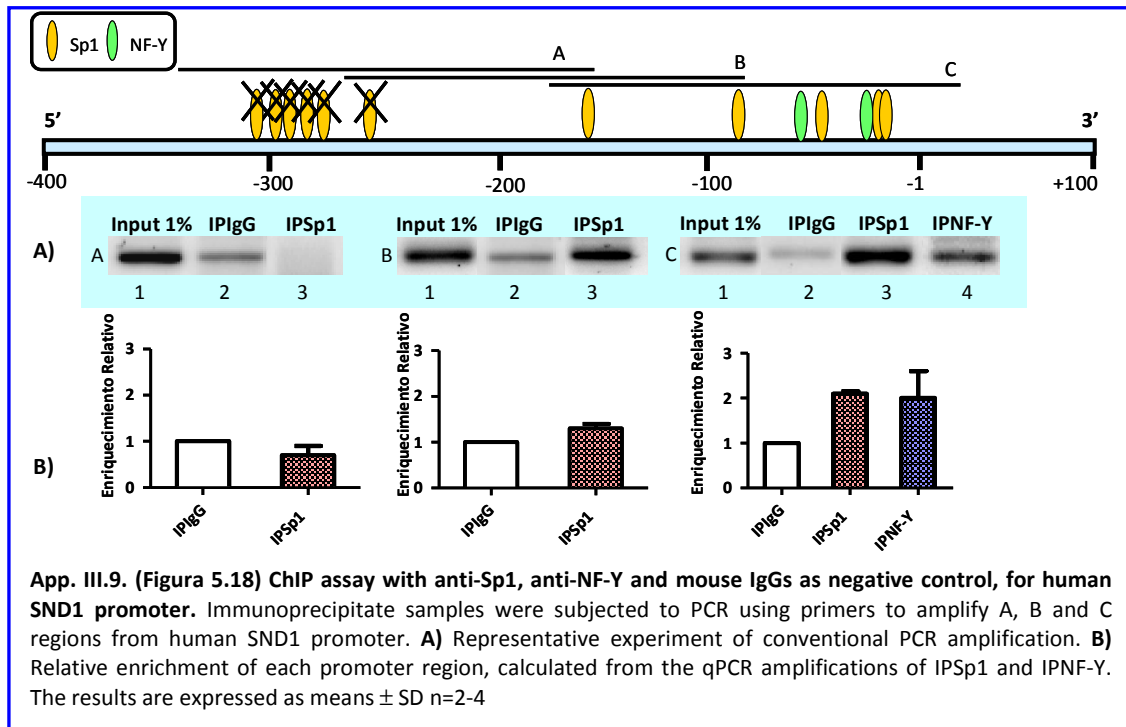 Sp1 NF-Y
A
B
C
5’ 3’
-400 -300 -200 -100 -1 +100
Input 1% IPIgG IPSp1 Input 1% IPIgG IPSp1 Input 1% IPIgG IPSp1 IPNF-Y
A) A B C
1 2 3 1 2 3 1 2 3 4
B)
Enriquecimiento Relativo
3
2
1
0
IPIgG IPSp1
Enriquecimiento Relativo
3
2
1
0
IPIgG IPSp1
Enriquecimiento Relativo
3
2
1
0
IPIgG IPSp1 IPNF-Y
App. III.9. (Figura 5.18) ChIP assay with anti-Sp1, anti-NF-Y and mouse IgGs as negative control, for human
SND1 promoter. Immunoprecipitate samples were subjected to PCR using primers to amplify A, B and C
regions from human SND1 promoter. A) Representative experiment of conventional PCR amplification. B)
Relative enrichment of each promoter region, calculated from the qPCR amplifications of IPSp1 and IPNF-Y.
The results are expressed as means ± SD n=2-4